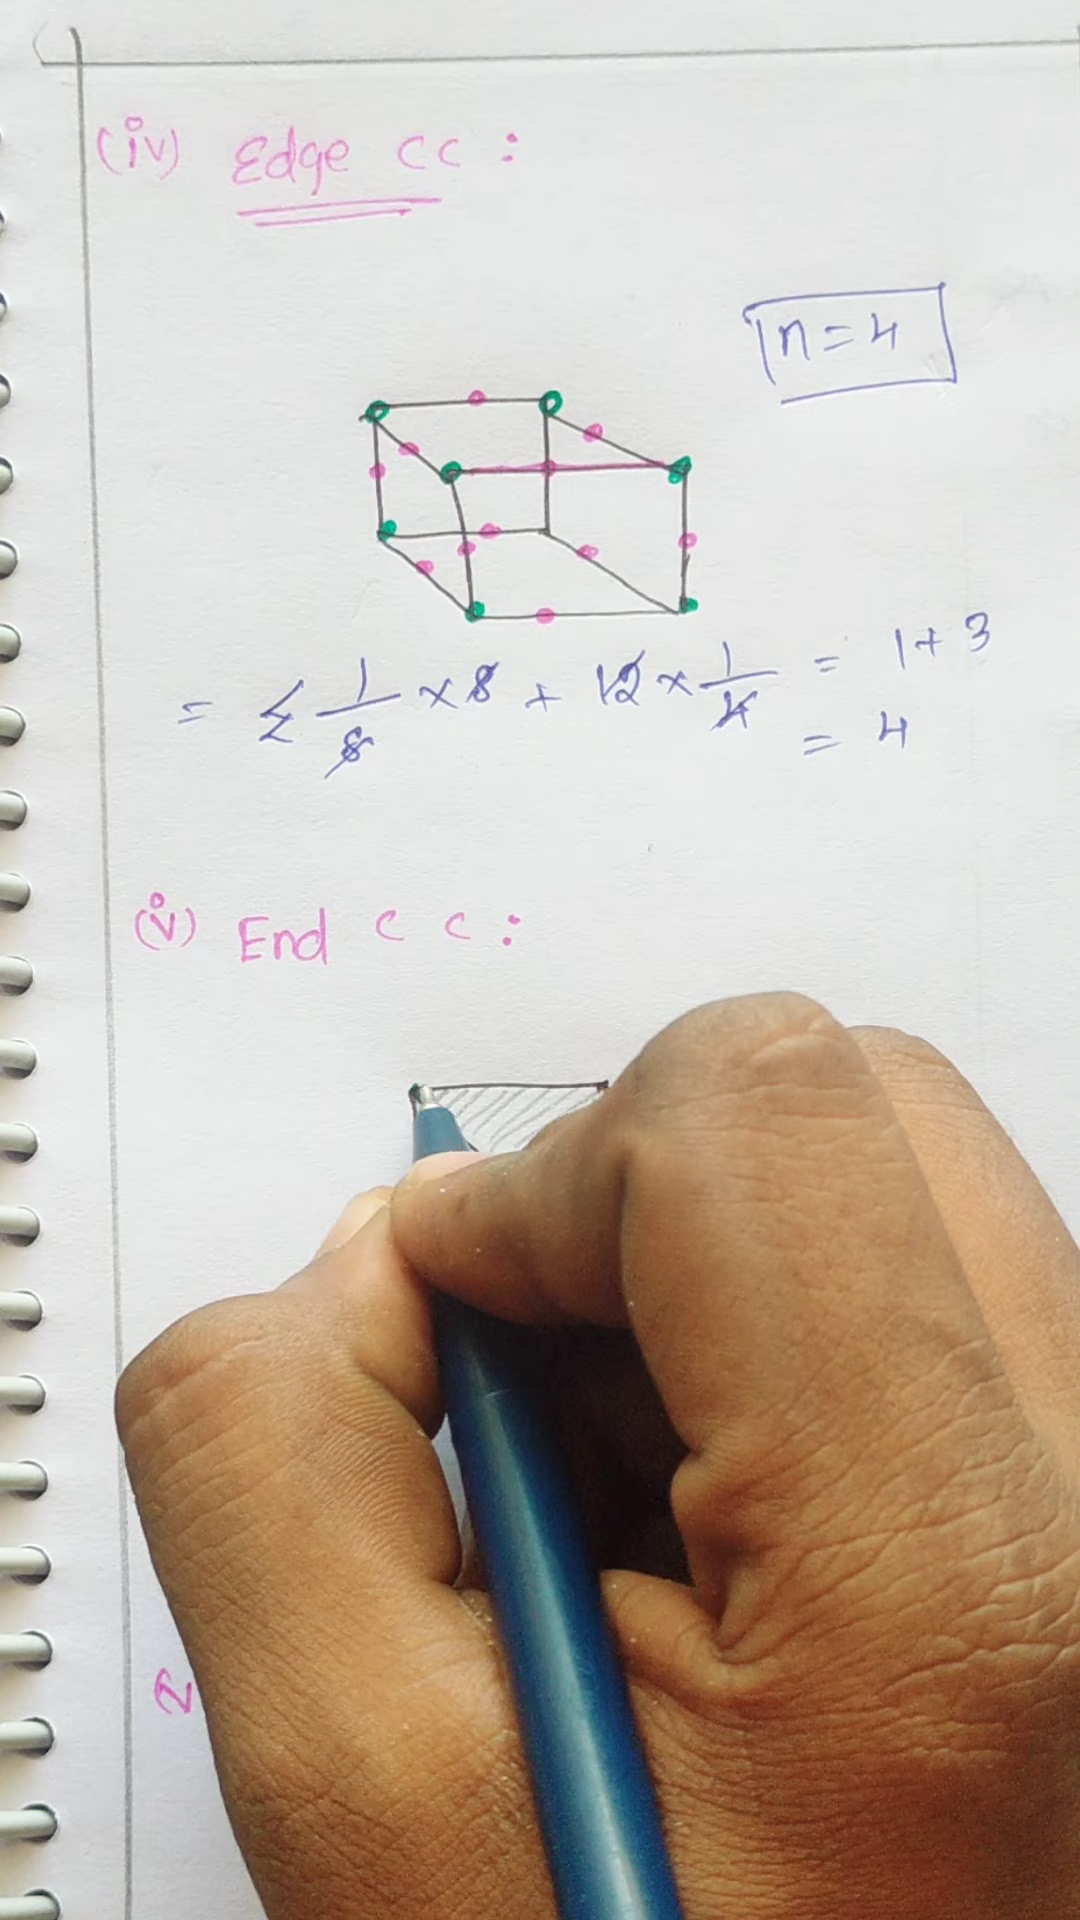 (iv) Edge CC :
n = 4
= ≤ 1/8 × 8 + 12 × 1/4 = 1 + 3
= 4
(v) End C C :